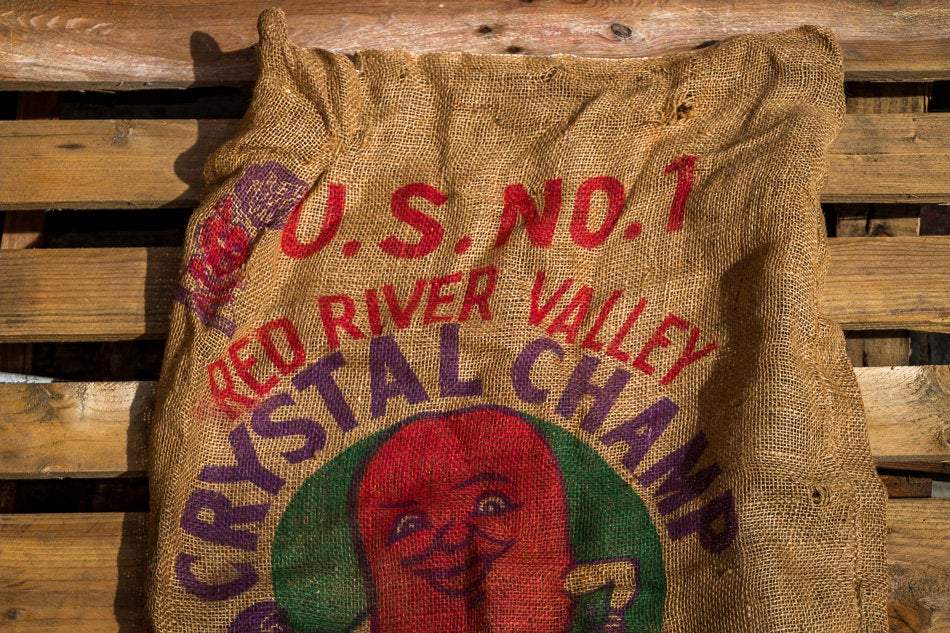 U.S. NO. 1
RED RIVER VALLEY
CRYSTAL CHAMP